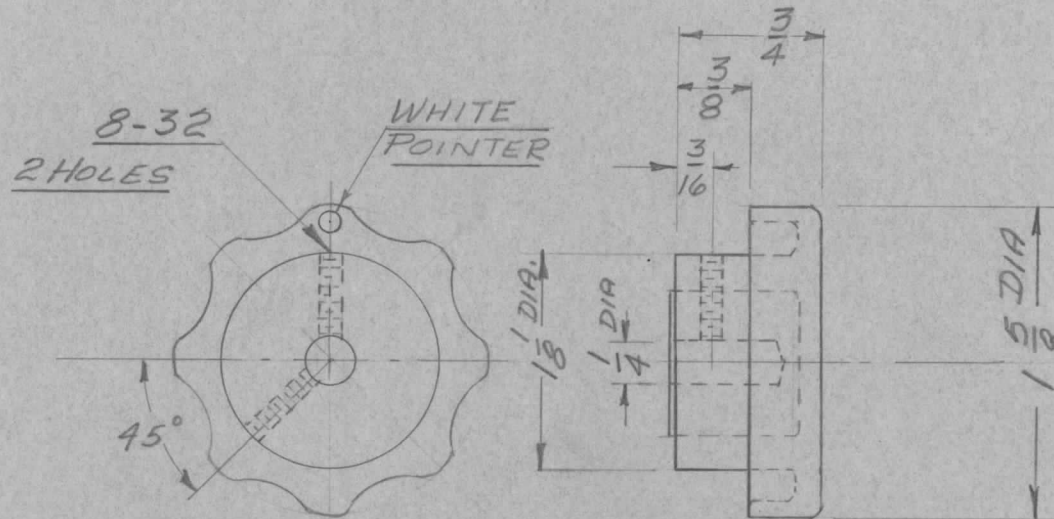 8-32
2 HOLES
WHITE
POINTER
45°
3/4
3/8
3/16
1 1/8 DIA.
1/4 DIA
1 5/8 DIA